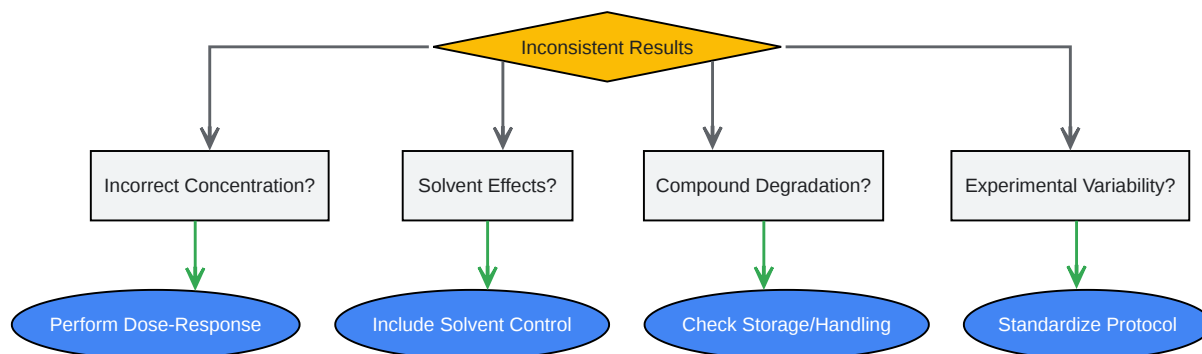 Inconsistent Results
Incorrect Concentration?
Solvent Effects?
Compound Degradation?
Experimental Variability?
Perform Dose-Response
Include Solvent Control
Check Storage/Handling
Standardize Protocol